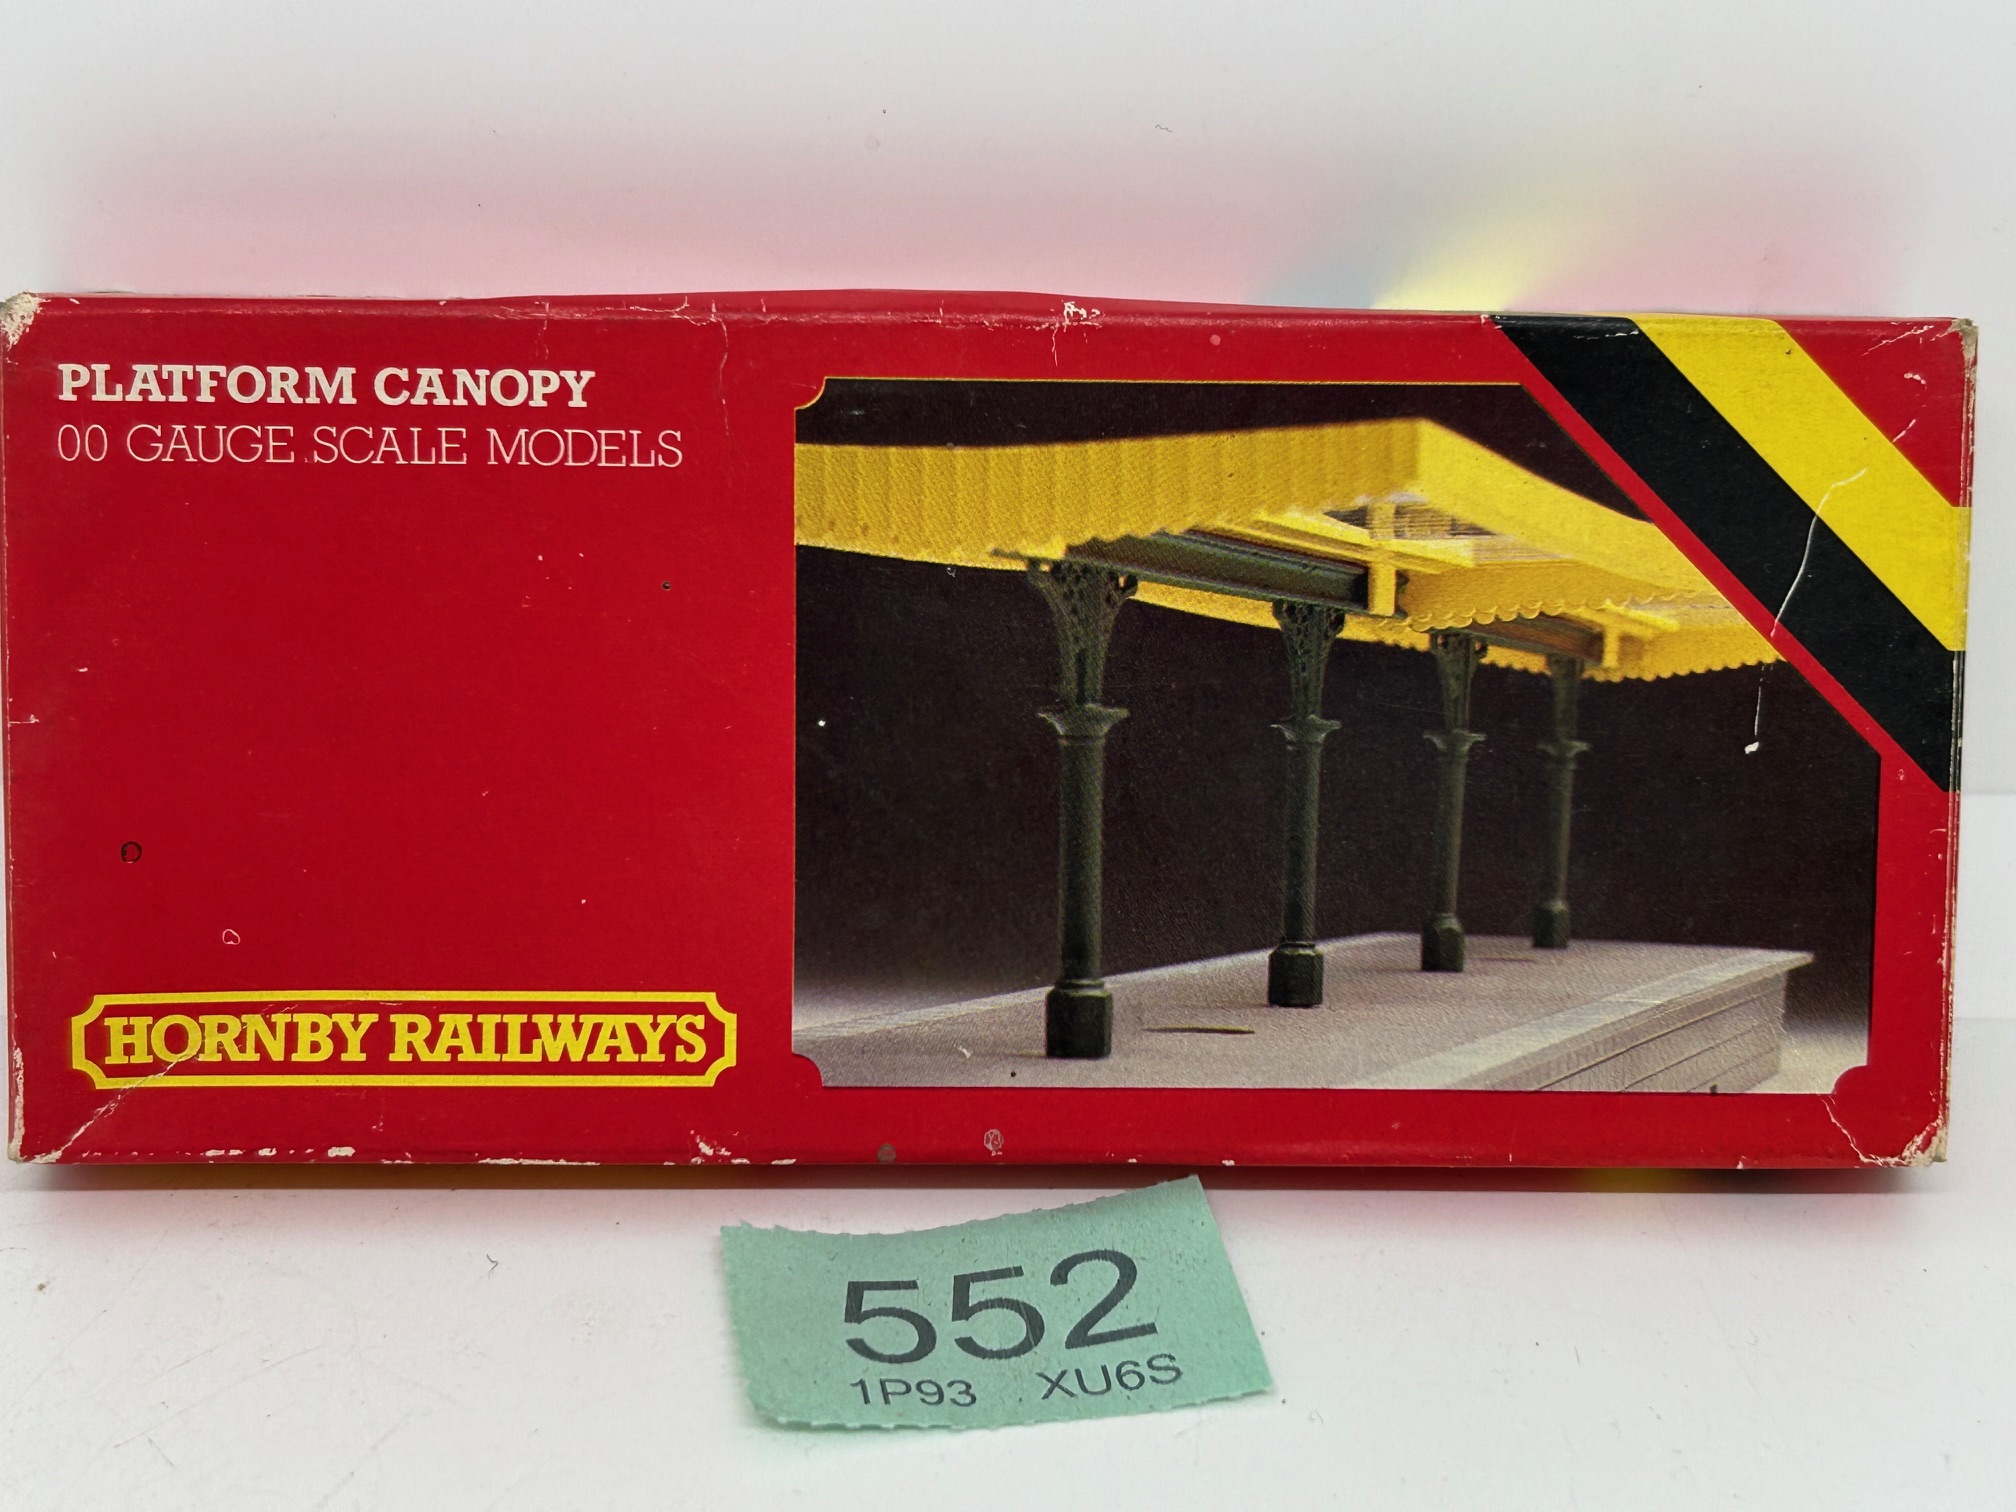 PLATFORM CANOPY
00 GAUGE SCALE MODELS
HORNBY RAILWAYS
552
1P93 XU6S